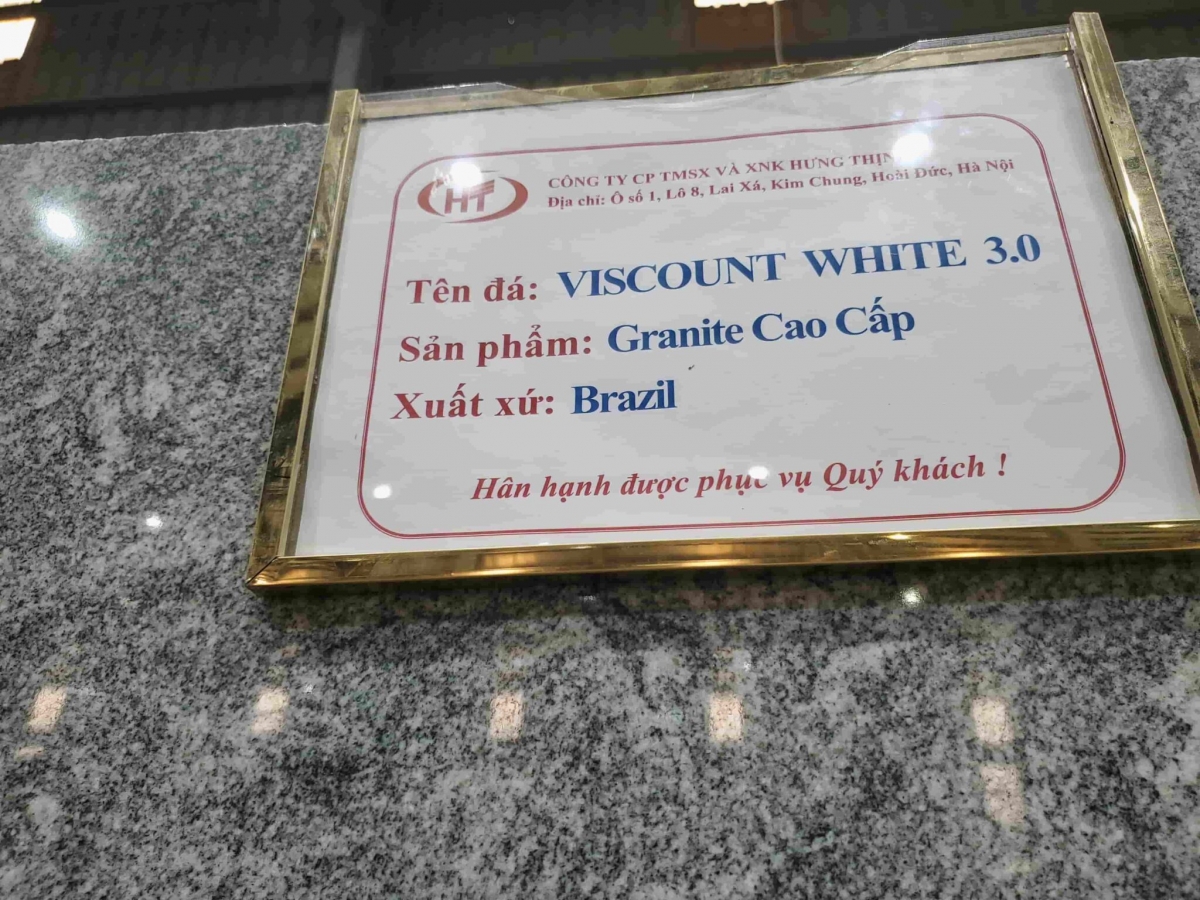 HT
CÔNG TY CP TMSX VÀ XNK HƯNG
Địa chỉ: Ô số 1, Lô 8, Lai Xá, Kim Chung, Hoài Đức, Hà Nội
Tên đá: VISCOUNT WHITE 3.0
Sản phẩm: Granite Cao Cấp
Xuất xứ: Brazil
Hân hạnh được phục vụ Quý khách !